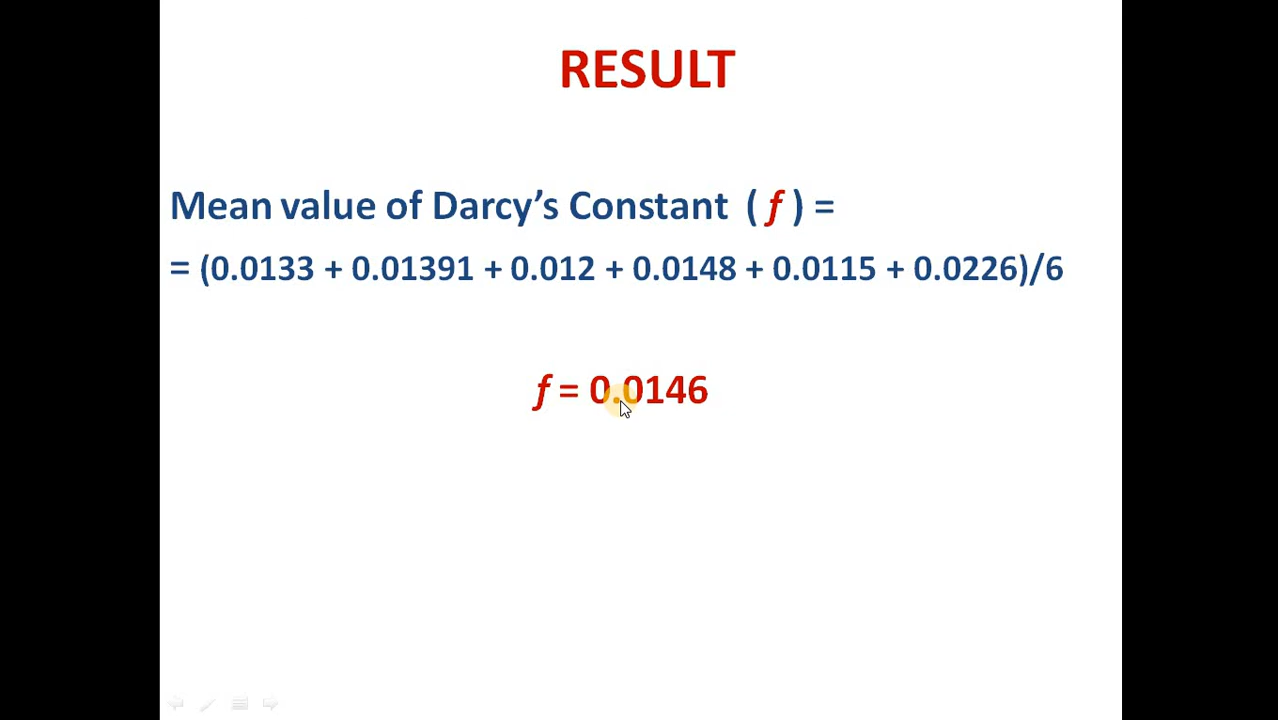 RESULT
Mean value of Darcy’s Constant ( f ) =
= (0.0133 + 0.01391 + 0.012 + 0.0148 + 0.0115 + 0.0226)/6
f = 0.0146